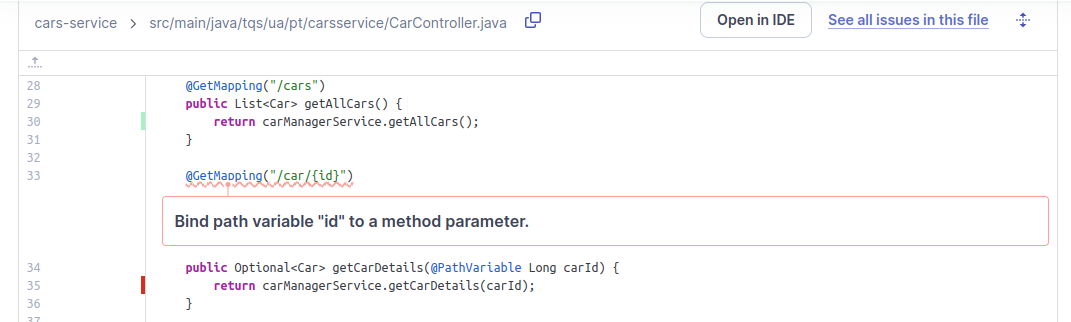 cars-service > src/main/java/tqs/ua/pt/carsservice/CarController.java Open in IDE See all issues in this file
28 @GetMapping("/cars")
29 public List<Car> getAllCars() {
30 return carManagerService.getAllCars();
31 }
32
33 @GetMapping("/car/{id}")
Bind path variable "id" to a method parameter.
34 public Optional<Car> getCarDetails(@PathVariable Long carId) {
35 return carManagerService.getCarDetails(carId);
36 }
37